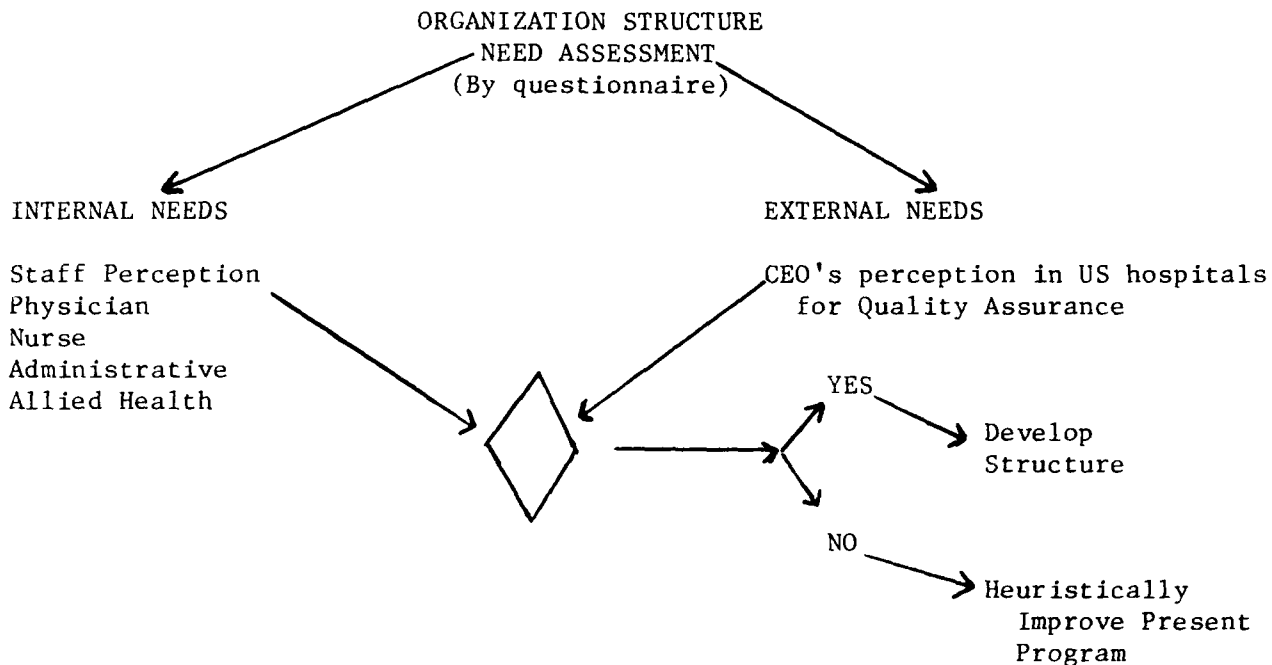 ORGANIZATION STRUCTURE
NEED ASSESSMENT
(By questionnaire)
INTERNAL NEEDS
Staff Perception
Physician
Nurse
Administrative
Allied Health
EXTERNAL NEEDS
CEO's perception in US hospitals
for Quality Assurance
YES
Develop
Structure
NO
Heuristically
Improve Present
Program